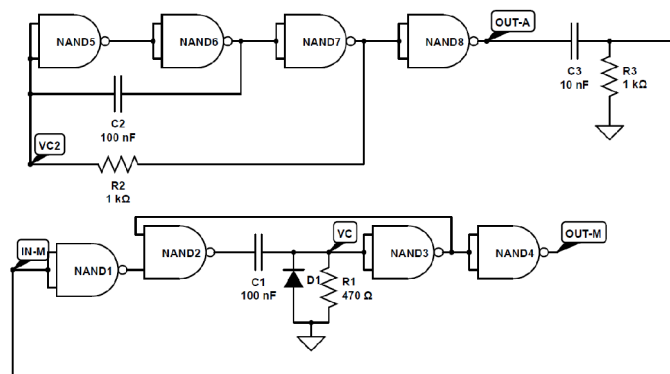 OUT-A
NAND5
NAND6
NAND7
NAND8
C3
10 nF
R3
1 kΩ
C2
100 nF
VC2
R2
1 kΩ
IN-M
NAND1
NAND2
C1
100 nF
D1
VC
R1
470 Ω
NAND3
NAND4
OUT-M